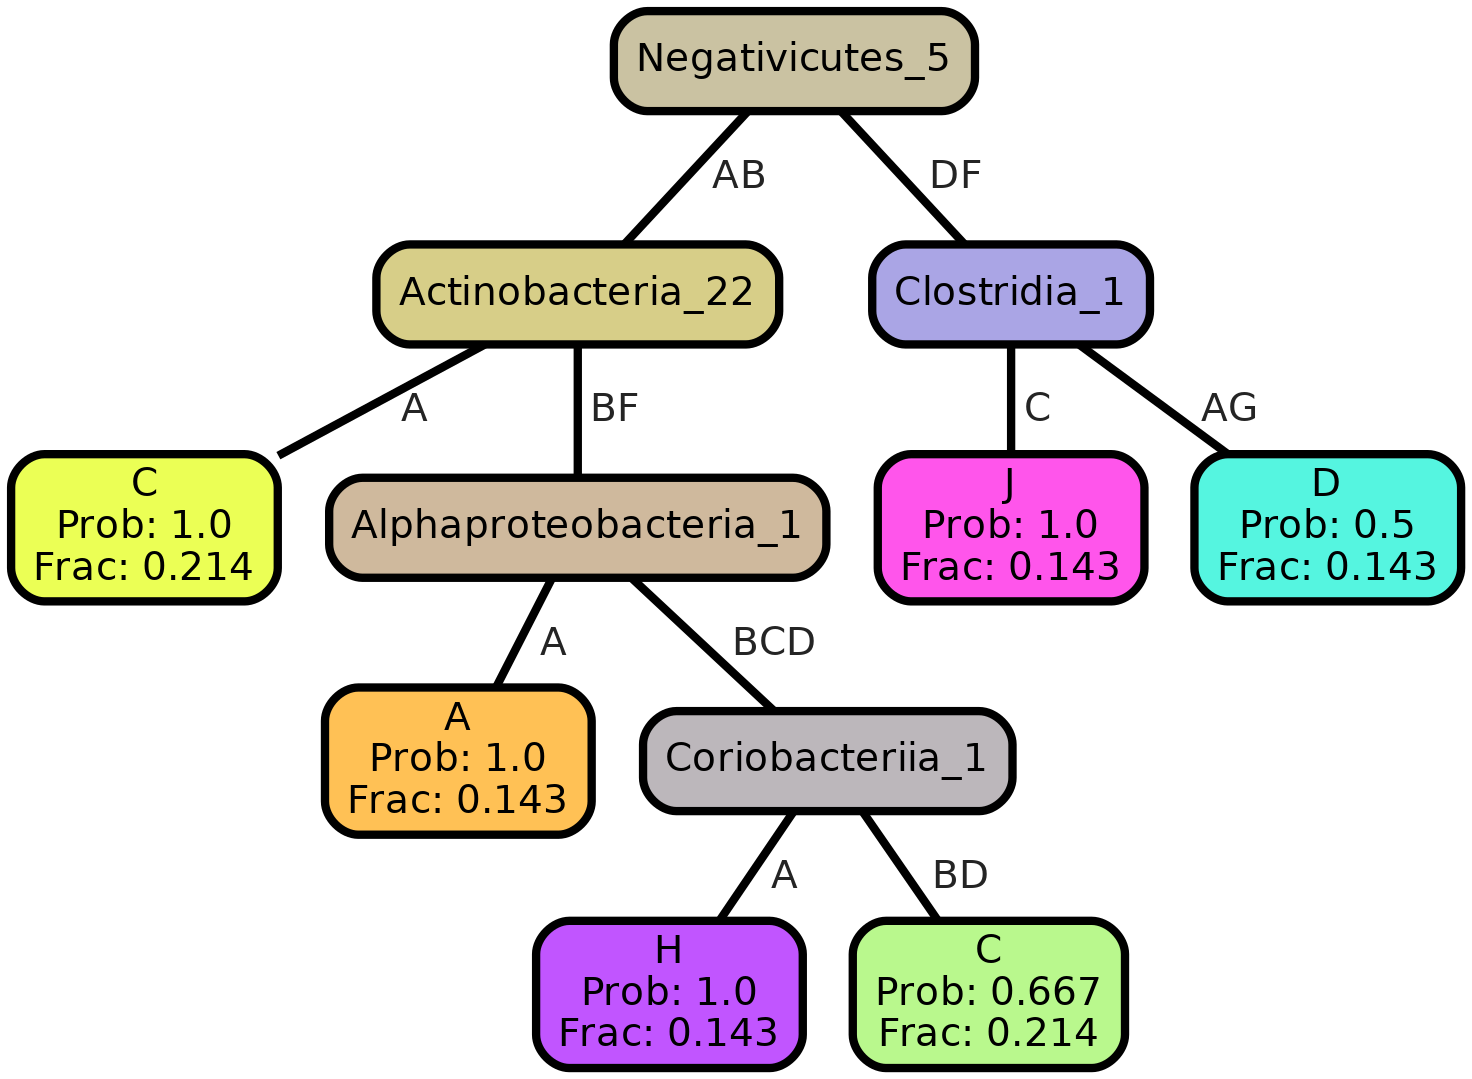 Negativicutes_5
AB
DF
Actinobacteria_22
Clostridia_1
A
BF
C
AG
C
Prob: 1.0
Frac: 0.214
Alphaproteobacteria_1
J
Prob: 1.0
Frac: 0.143
D
Prob: 0.5
Frac: 0.143
A
BCD
A
Prob: 1.0
Frac: 0.143
Coriobacteriia_1
A
BD
H
Prob: 1.0
Frac: 0.143
C
Prob: 0.667
Frac: 0.214